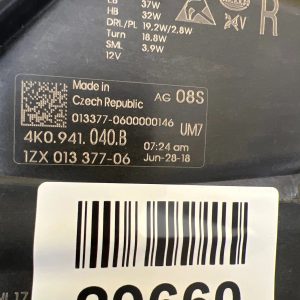 LB 37W
HB 32W
DRL/PL 19,2W/2.8W
Turn 18,8W
SML 3,9W
12V
R
Made in
Czech Republic
AG 08S
013377-0600000146
UM7
4K0.941.040.B
07:24 am
1ZX 013 377-06
Jun-28-18